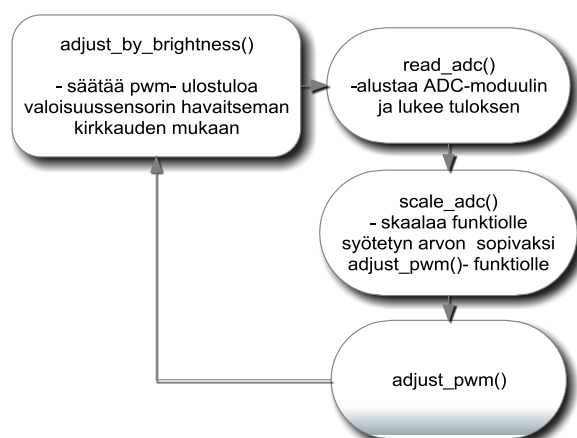 adjust_by_brightness()
- säätää pwm- ulostuloa
valoisuussensorin havaitseman
kirkkauden mukaan
read_adc()
-alustaa ADC-moduulin
ja lukee tuloksen
scale_adc()
- skaalaa funktiolle
syötetyn arvon sopivaksi
adjust_pwm()- funktiolle
adjust_pwm()